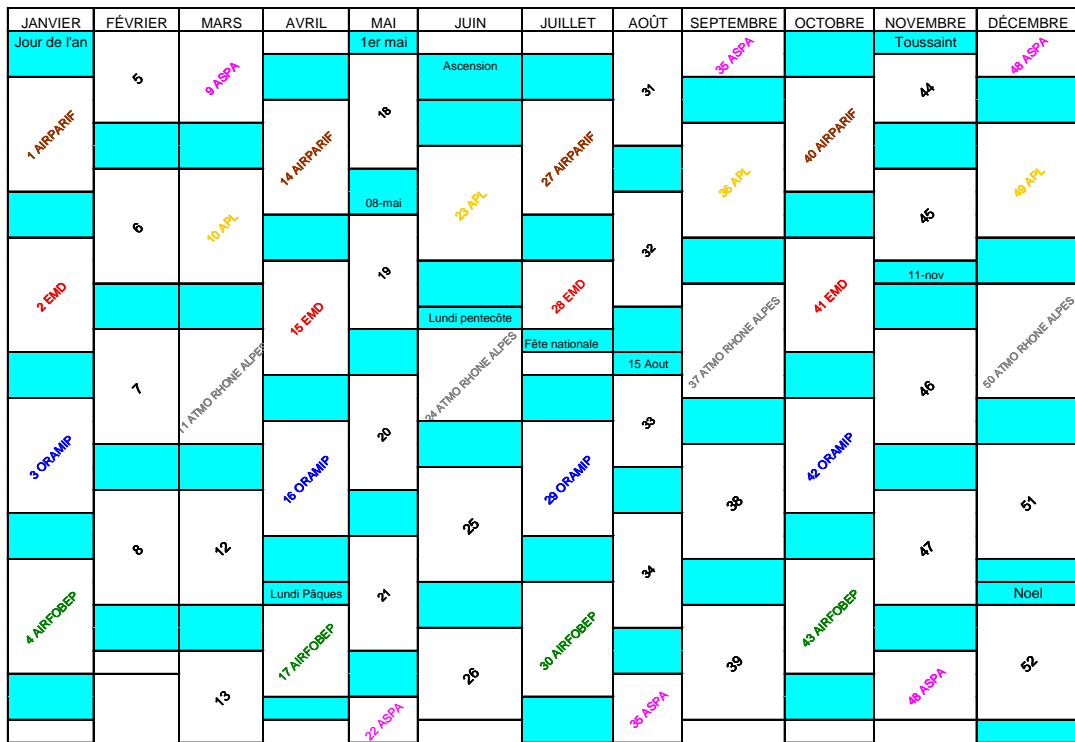 JANVIER
FÉVRIER
MARS
AVRIL
MAI
JUIN
JUILLET
AOÛT
SEPTEMBRE
OCTOBRE
NOVEMBRE
DÉCEMBRE
Jour de l'an
1 AIRPARIF
2 EMD
3 ORAMIP
4 AIRFOBEP
5
6
7
8
9 ASPA
10 APL
11 ATMO RHONE ALPES
12
13
14 AIRPARIF
15 EMD
16 ORAMIP
Lundi Pâques
17 AIRFOBEP
1er mai
18
08-mai
19
20
21
22 ASPA
Ascension
23 APL
Lundi pentecôte
24 ATMO RHONE ALPES
25
26
27 AIRPARIF
28 EMD
Fête nationale
29 ORAMIP
30 AIRFOBEP
31
32
15 Aout
33
34
35 ASPA
35 ASPA
36 APL
37 ATMO RHONE ALPES
38
39
40 AIRPARIF
41 EMD
42 ORAMIP
43 AIRFOBEP
Toussaint
44
45
11-nov
46
47
48 ASPA
48 ASPA
49 APL
50 ATMO RHONE ALPES
51
Noel
52